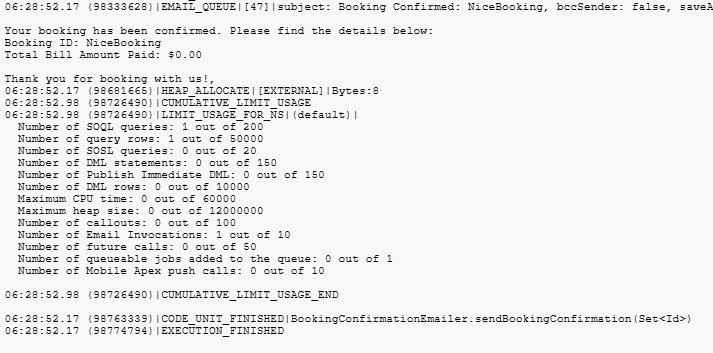 06:28:52.17 (98333628)|EMAIL_QUEUE|[47]|subject: Booking Confirmed: NiceBooking, bccSender: false, saveA
Your booking has been confirmed. Please find the details below:
Booking ID: NiceBooking
Total Bill Amount Paid: $0.00
Thank you for booking with us!,
06:28:52.17 (98681665)|HEAP_ALLOCATE|[EXTERNAL]|Bytes:8
06:28:52.98 (98726490)|CUMULATIVE_LIMIT_USAGE
06:28:52.98 (98726490)|LIMIT_USAGE_FOR_NS|(default)|
Number of SOQL queries: 1 out of 200
Number of query rows: 1 out of 50000
Number of SOSL queries: 0 out of 20
Number of DML statements: 0 out of 150
Number of Publish Immediate DML: 0 out of 150
Number of DML rows: 0 out of 10000
Maximum CPU time: 0 out of 60000
Maximum heap size: 0 out of 12000000
Number of callouts: 0 out of 100
Number of Email Invocations: 1 out of 10
Number of future calls: 0 out of 50
Number of queueable jobs added to the queue: 0 out of 1
Number of Mobile Apex push calls: 0 out of 10
06:28:52.98 (98726490)|CUMULATIVE_LIMIT_USAGE_END
06:28:52.17 (98763339)|CODE_UNIT_FINISHED|BookingConfirmationEmailer.sendBookingConfirmation(Set<Id>)
06:28:52.17 (98774794)|EXECUTION_FINISHED